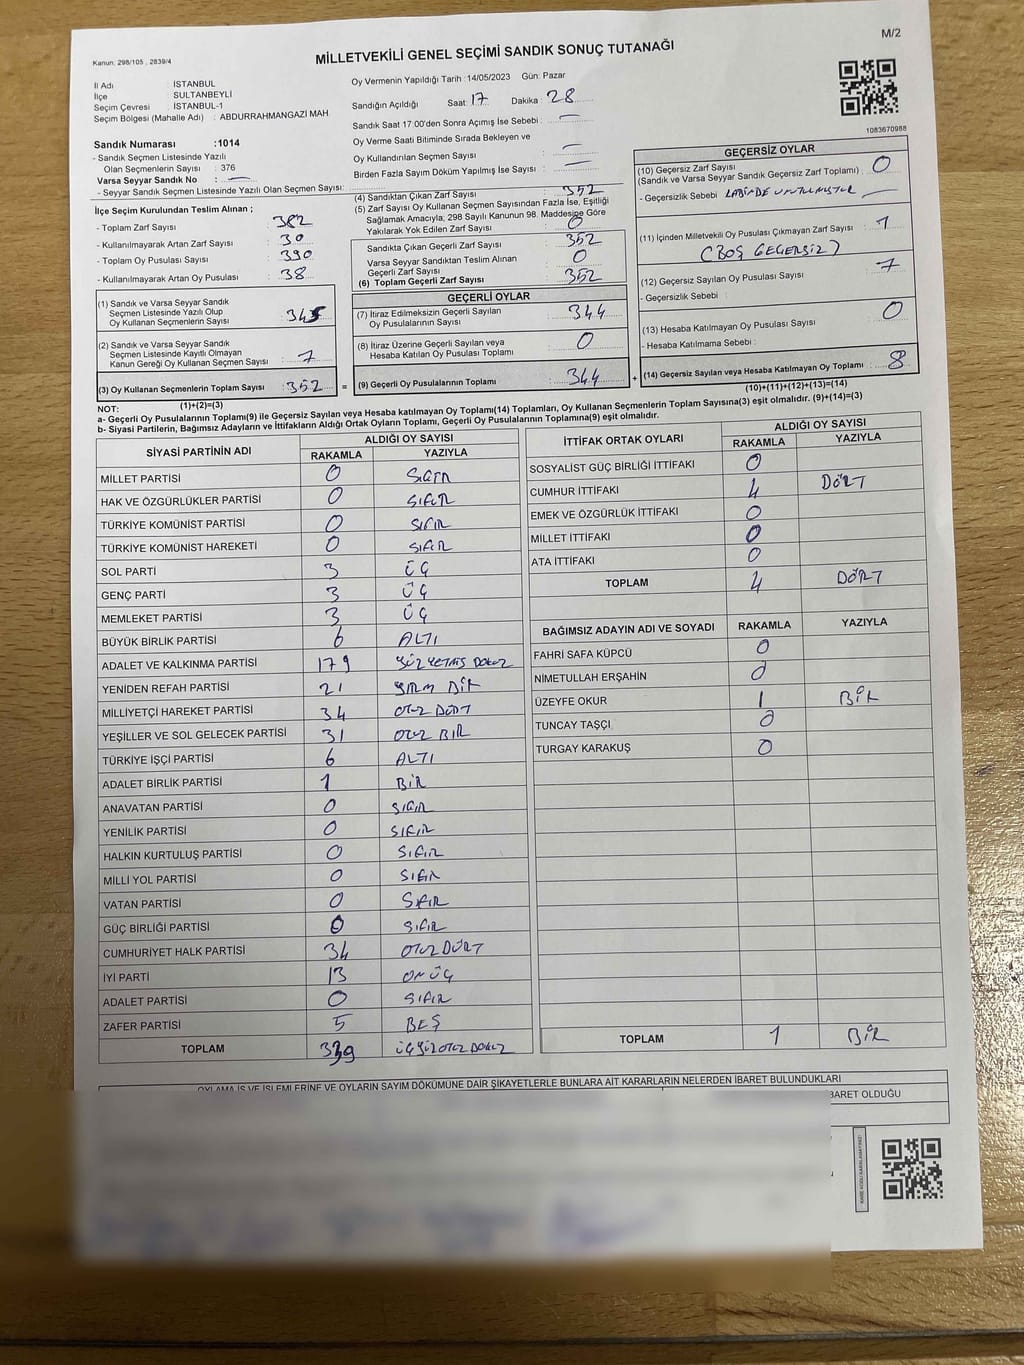 M/2
Kanun: 298/105 , 2839/4
MİLLETVEKİLİ GENEL SEÇİMİ SANDIK SONUÇ TUTANAĞI
İl Adı : İSTANBUL
İlçe : SULTANBEYLİ
Seçim Çevresi : İSTANBUL-1
Seçim Bölgesi (Mahalle Adı) : ABDURRAHMANGAZİ MAH
Sandık Numarası :1014
- Sandık Seçmen Listesinde Yazılı
Olan Seçmenlerin Sayısı : 376
Varsa Seyyar Sandık No : —
- Seyyar Sandık Seçmen Listesinde Yazılı Olan Seçmen Sayısı:
İlçe Seçim Kurulundan Teslim Alınan ;
- Toplam Zarf Sayısı : 382
- Kullanılmayarak Artan Zarf Sayısı : 30
- Toplam Oy Pusulası Sayısı : 390
- Kullanılmayarak Artan Oy Pusulası : 38
(1) Sandık ve Varsa Seyyar Sandık
Seçmen Listesinde Yazılı Olup
Oy Kullanan Seçmenlerin Sayısı : 345
(2) Sandık ve Varsa Seyyar Sandık
Seçmen Listesinde Kayıtlı Olmayan
Kanun Gereği Oy Kullanan Seçmen Sayısı : 7
(3) Oy Kullanan Seçmenlerin Toplam Sayısı : 352 =
(1)+(2)=(3)
Oy Vermenin Yapıldığı Tarih : 14/05/2023 Gün: Pazar
Sandığın Açıldığı Saat: 17 Dakika : 28
Sandık Saat 17.00'den Sonra Açımış İse Sebebi : —
Oy Verme Saati Bitiminde Sırada Bekleyen ve
Oy Kullandırılan Seçmen Sayısı : —
Birden Fazla Sayım Döküm Yapılmış İse Sayısı : —
(4) Sandıktan Çıkan Zarf Sayısı : 352
(5) Zarf Sayısı Oy Kullanan Seçmen Sayısından Fazla İse, Eşitliği
Sağlamak Amacıyla; 298 Sayılı Kanunun 98. Maddesine Göre
Yakılarak Yok Edilen Zarf Sayısı : 0
Sandıkta Çıkan Geçerli Zarf Sayısı : 352
Varsa Seyyar Sandıktan Teslim Alınan
Geçerli Zarf Sayısı : 0
(6) Toplam Geçerli Zarf Sayısı : 352
GEÇERLİ OYLAR
(7) İtiraz Edilmeksizin Geçerli Sayılan
Oy Pusulalarının Sayısı : 344
(8) İtiraz Üzerine Geçerli Sayılan veya
Hesaba Katılan Oy Pusulası Toplamı : 0
(9) Geçerli Oy Pusulalarının Toplamı : 344 +
1083670988
GEÇERSİZ OYLAR
(10) Geçersiz Zarf Sayısı : 0
(Sandık ve Varsa Seyyar Sandık Geçersiz Zarf Toplamı)
- Geçersizlik Sebebi
(11) İçinden Milletvekili Oy Pusulası Çıkmayan Zarf Sayısı : 1
(BOŞ GEÇERSİZ)
(12) Geçersiz Sayılan Oy Pusulası Sayısı : 7
- Geçersizlik Sebebi :
(13) Hesaba Katılmayan Oy Pusulası Sayısı : 0
- Hesaba Katılmama Sebebi :
(14) Geçersiz Sayılan veya Hesaba Katılmayan Oy Toplamı : 8
(10)+(11)+(12)+(13)=(14)
NOT:
a- Geçerli Oy Pusulalarının Toplamı(9) ile Geçersiz Sayılan veya Hesaba katılmayan Oy Toplamı(14) Toplamları, Oy Kullanan Seçmenlerin Toplam Sayısına(3) eşit olmalıdır. (9)+(14)=(3)
b- Siyasi Partilerin, Bağımsız Adayların ve İttifakların Aldığı Ortak Oyların Toplamı, Geçerli Oy Pusulalarının Toplamına(9) eşit olmalıdır.
SİYASİ PARTİNİN ADI ALDIĞI OY SAYISI
RAKAMLA YAZIYLA
MİLLET PARTİSİ 0 SIFIR
HAK VE ÖZGÜRLÜKLER PARTİSİ 0 SIFIR
TÜRKİYE KOMÜNİST PARTİSİ 0 SIFIR
TÜRKİYE KOMÜNİST HAREKETİ 0 SIFIR
SOL PARTİ 3 ÜÇ
GENÇ PARTİ 3 ÜÇ
MEMLEKET PARTİSİ 3 ÜÇ
BÜYÜK BİRLİK PARTİSİ 6 ALTI
ADALET VE KALKINMA PARTİSİ 179 YÜZ YETMİŞ DOKUZ
YENİDEN REFAH PARTİSİ 21 YİRMİ BİR
MİLLİYETÇİ HAREKET PARTİSİ 34 OTUZ DÖRT
YEŞİLLER VE SOL GELECEK PARTİSİ 31 OTUZ BİR
TÜRKİYE İŞÇİ PARTİSİ 6 ALTI
ADALET BİRLİK PARTİSİ 1 BİR
ANAVATAN PARTİSİ 0 SIFIR
YENİLİK PARTİSİ 0 SIFIR
HALKIN KURTULUŞ PARTİSİ 0 SIFIR
MİLLİ YOL PARTİSİ 0 SIFIR
VATAN PARTİSİ 0 SIFIR
GÜÇ BİRLİĞİ PARTİSİ 0 SIFIR
CUMHURİYET HALK PARTİSİ 34 OTUZ DÖRT
İYİ PARTİ 13 ON ÜÇ
ADALET PARTİSİ 0 SIFIR
ZAFER PARTİSİ 5 BEŞ
TOPLAM 339 ÜÇ YÜZ OTUZ DOKUZ
İTTİFAK ORTAK OYLARI ALDIĞI OY SAYISI
RAKAMLA YAZIYLA
SOSYALİST GÜÇ BİRLİĞİ İTTİFAKI 0
CUMHUR İTTİFAKI 4 DÖRT
EMEK VE ÖZGÜRLÜK İTTİFAKI 0
MİLLET İTTİFAKI 0
ATA İTTİFAKI 0
TOPLAM 4 DÖRT
BAĞIMSIZ ADAYIN ADI VE SOYADI RAKAMLA YAZIYLA
FAHRİ SAFA KÜPCÜ 0
NİMETULLAH ERŞAHİN 0
ÜZEYFE OKUR 1 BİR
TUNCAY TAŞÇI 0
TURGAY KARAKUŞ 0
TOPLAM 1 BİR
OYLAMA İŞ VE İŞLEMLERİNE VE OYLARIN SAYIM DÖKÜMÜNE DAİR ŞİKAYETLERLE BUNLARA AİT KARARLARIN NELERDEN İBARET BULUNDUKLARI
BARET OLDUĞU